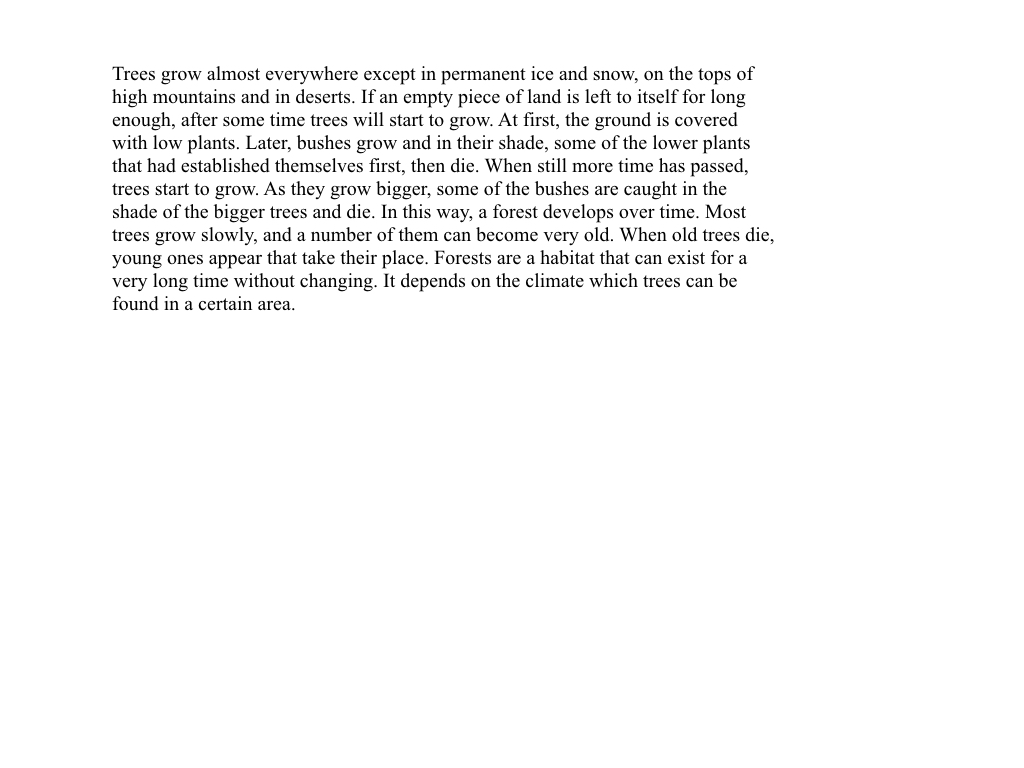 Trees grow almost everywhere except in permanent ice and snow, on the tops of
high mountains and in deserts. If an empty piece of land is left to itself for long
enough, after some time trees will start to grow. At first, the ground is covered
with low plants. Later, bushes grow and in their shade, some of the lower plants
that had established themselves first, then die. When still more time has passed,
trees start to grow. As they grow bigger, some of the bushes are caught in the
shade of the bigger trees and die. In this way, a forest develops over time. Most
trees grow slowly, and a number of them can become very old. When old trees die,
young ones appear that take their place. Forests are a habitat that can exist for a
very long time without changing. It depends on the climate which trees can be
found in a certain area.